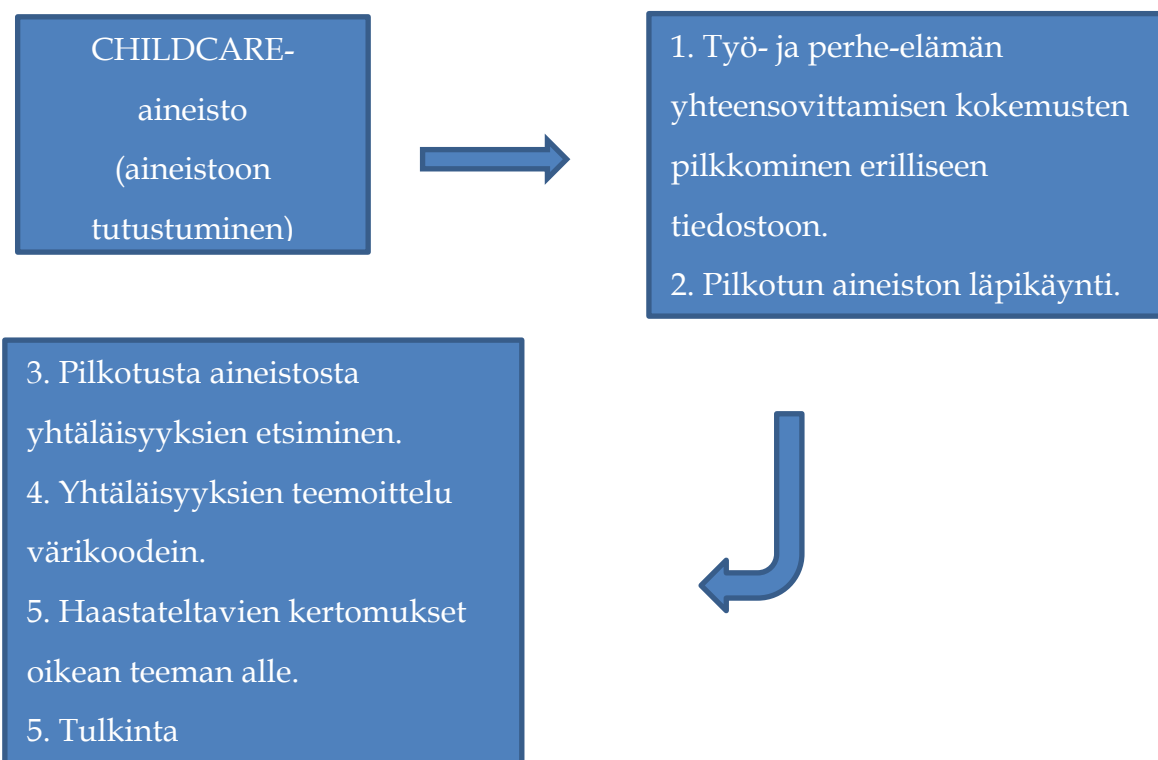 CHILDCARE-
aineisto
(aineistoon
tutustuminen)
1. Työ- ja perhe-elämän
yhteensovittamisen kokemusten
pilkkominen erilliseen
tiedostoon.
2. Pilkotun aineiston läpikäynti.
3. Pilkotusta aineistosta
yhtäläisyyksien etsiminen.
4. Yhtäläisyyksien teemoittelu
värikoodein.
5. Haastateltavien kertomukset
oikean teeman alle.
5. Tulkinta